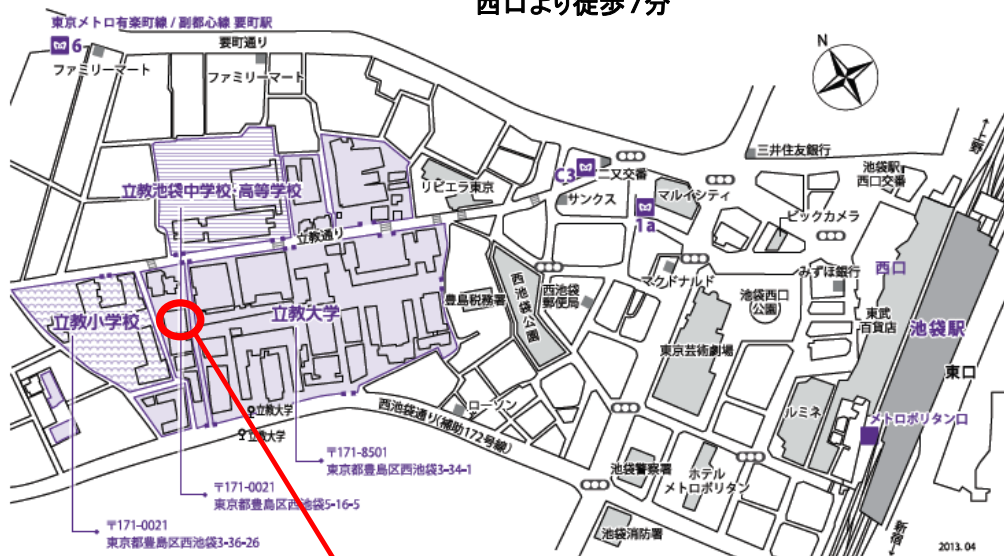 西口より徒歩7分
東京メトロ有楽町線 / 副都心線 要町駅
6
要町通り
ファミリーマート
ファミリーマート
N
三井住友銀行
上野
池袋駅
西口交番
C3
二又交番
リビエラ東京
サンクス
マルイシティ
1a
ビックカメラ
立教池袋中学校・高等学校
立教通り
マクドナルド
みずほ銀行
西口
西池袋公園
西池袋
郵便局
豊島税務署
池袋西口
公園
東武
百貨店
池袋駅
立教小学校
立教大学
東京芸術劇場
東口
立教大学
立教大学
ローソン
西池袋通り(補助172号線)
ルミネ
メトロポリタン口
〒171-8501
東京都豊島区西池袋3-34-1
池袋警察署
ホテル
メトロポリタン
〒171-0021
東京都豊島区西池袋5-16-5
〒171-0021
東京都豊島区西池袋3-36-26
池袋消防署
新宿
2013.04